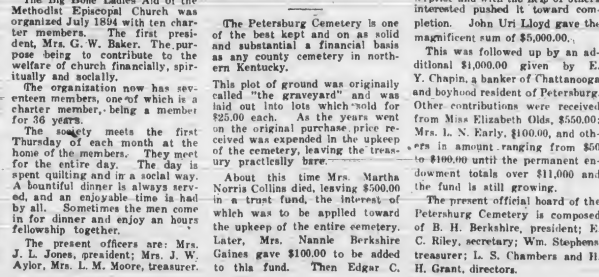 The Big Bone Ladies Aid of the
Methodist Episcopal Church was
organized July 1894 with ten char-
ter members. The first presi-
dent, Mrs. G. W. Baker. The pur-
pose being to contribute to the
welfare of church financially, spir-
itually and socially.
The organization now has sev-
enteen members, one of which is a
charter member, being a member
for 36 years.
The society meets the first
Thursday of each month at the
home of the members. They meet
for the entire day. The day is
spent quilting and in a social way.
A bountiful dinner is always serv-
ed, and an enjoyable time is had
by all. Sometimes the men come
in for dinner and enjoy an hours
fellowship together.
The present officers are: Mrs.
J. L. Jones, president; Mrs. J. W.
Aylor, Mrs. L. M. Moore, treasurer.
The Petersburg Cemetery is one
of the best kept and on as solid
and substantial a financial basis
as any county cemetery in north-
ern Kentucky.
This plot of ground was originally
called "the graveyard" and was
laid out into lots which sold for
$25.00 each. As the years went
on the original purchase price re-
ceived was expended in the upkeep
of the cemetery, leaving the treas-
ury practically bare.
About this time Mrs. Martha
Norris Collins died, leaving $500.00
in a trust fund, the interest of
which was to be applied toward
the upkeep of the entire cemetery.
Later, Mrs. Nannie Berkshire
Gaines gave $100.00 to be added
to this fund. Then Edgar C.
interested pushed it toward com-
pletion. John Uri Lloyd gave the
magnificent sum of $5,000.00.
This was followed up by an ad-
ditional $1,000.00 given by E.
Y. Chapin, a banker of Chattanooga
and boyhood resident of Petersburg.
Other contributions were received
from Miss Elizabeth Olds, $550.00;
Mrs. L. N. Early, $100.00, and oth-
ers in amount ranging from $50
to $100.00 until the permanent en-
dowment totals over $11,000 and
the fund is still growing.
The present official board of the
Petersburg Cemetery is composed
of B. H. Berkshire, president; E.
C. Riley, secretary; Wm. Stephens
treasurer; L. S. Chambers and H.
H. Grant, directors.